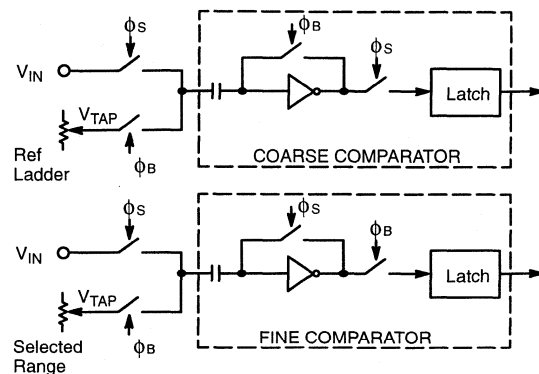 ϕS
ϕB
ϕS
VIN
VTAP
Latch
Ref
Ladder
ϕB
COARSE COMPARATOR
ϕS
ϕS
ϕB
VIN
VTAP
Latch
Selected
Range
ϕB
FINE COMPARATOR